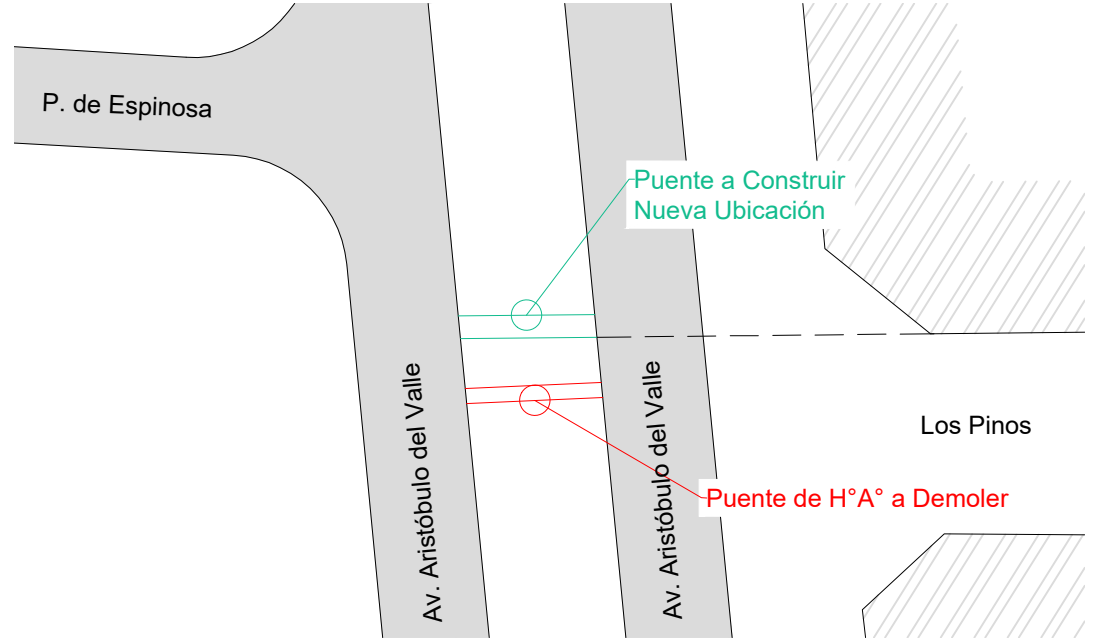 P. de Espinosa
Puente a Construir
Nueva Ubicación
Av. Aristóbulo del Valle
Av. Aristóbulo del Valle
Los Pinos
Puente de H°A° a Demoler